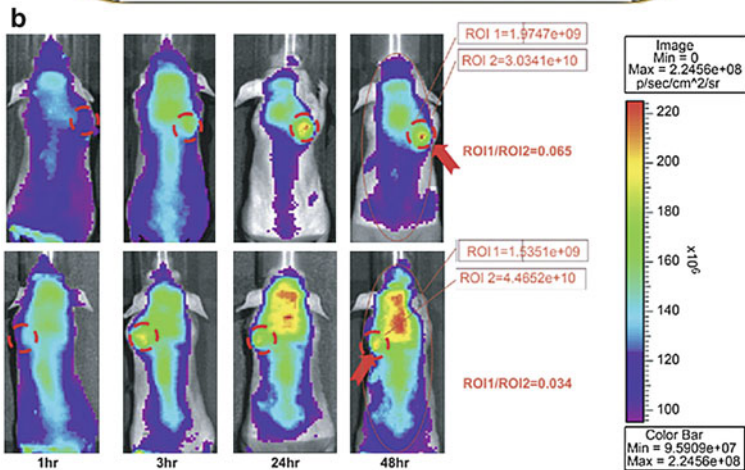 b
ROI 1=1.9747e+09
ROI 2=3.0341e+10
ROI1/ROI2=0.065
ROI 1=1.5351e+09
ROI 2=4.4652e+10
ROI1/ROI2=0.034
1hr
3hr
24hr
48hr
Image
Min = 0
Max = 2.2456e+08
p/sec/cm^2/sr
220
200
180
160
140
120
100
x10⁶
Color Bar
Min = 9.5909e+07
Max = 2.2456e+08